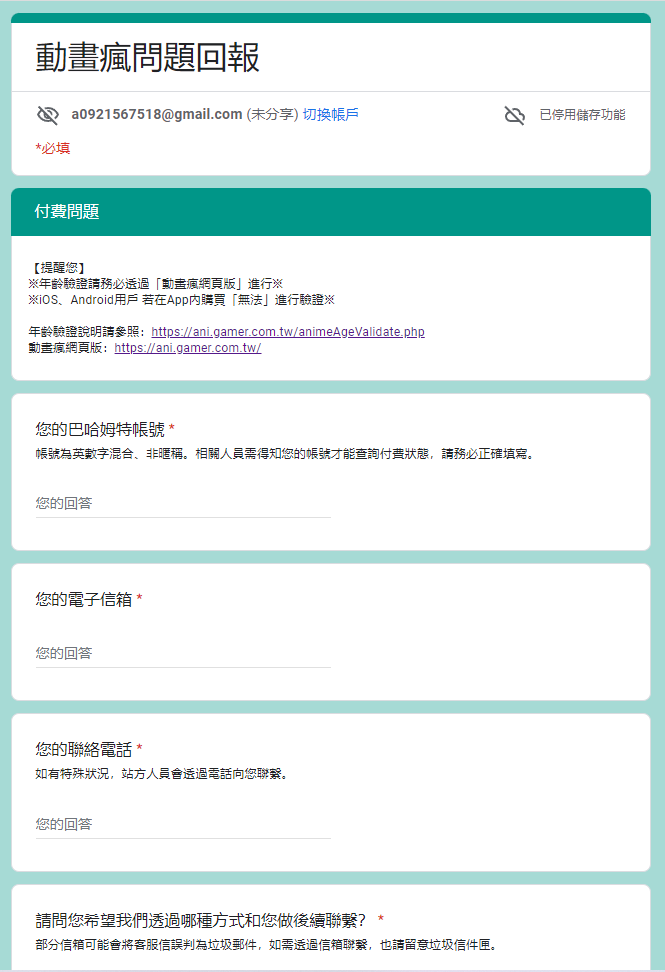 動畫瘋問題回報
a0921567518@gmail.com (未分享) 切換帳戶
已停用儲存功能
*必填
付費問題
【提醒您】
※年齡驗證請務必透過「動畫瘋網頁版」進行※
※iOS、Android用戶 若在App內購買「無法」進行驗證※
年齡驗證說明請參照：https://ani.gamer.com.tw/animeAgeValidate.php
動畫瘋網頁版：https://ani.gamer.com.tw/
您的巴哈姆特帳號 *
帳號為英數字混合、非暱稱。相關人員需得知您的帳號才能查詢付費狀態，請務必正確填寫。
您的回答
您的電子信箱 *
您的回答
您的聯絡電話 *
如有特殊狀況，站方人員會透過電話向您聯繫。
您的回答
請問您希望我們透過哪種方式和您做後續聯繫？ *
部分信箱可能會將客服信誤判為垃圾郵件，如需透過信箱聯繫，也請留意垃圾信件匣。